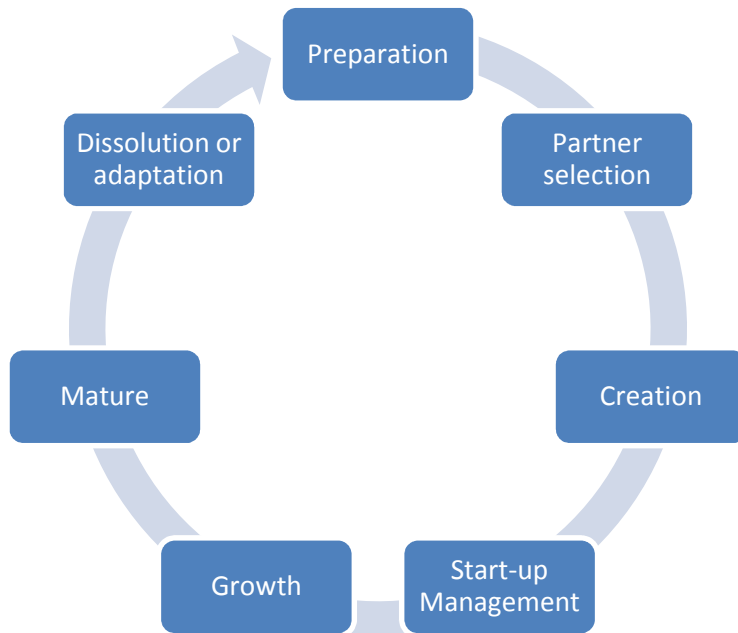 Preparation
Partner
selection
Creation
Start-up
Management
Growth
Mature
Dissolution or
adaptation